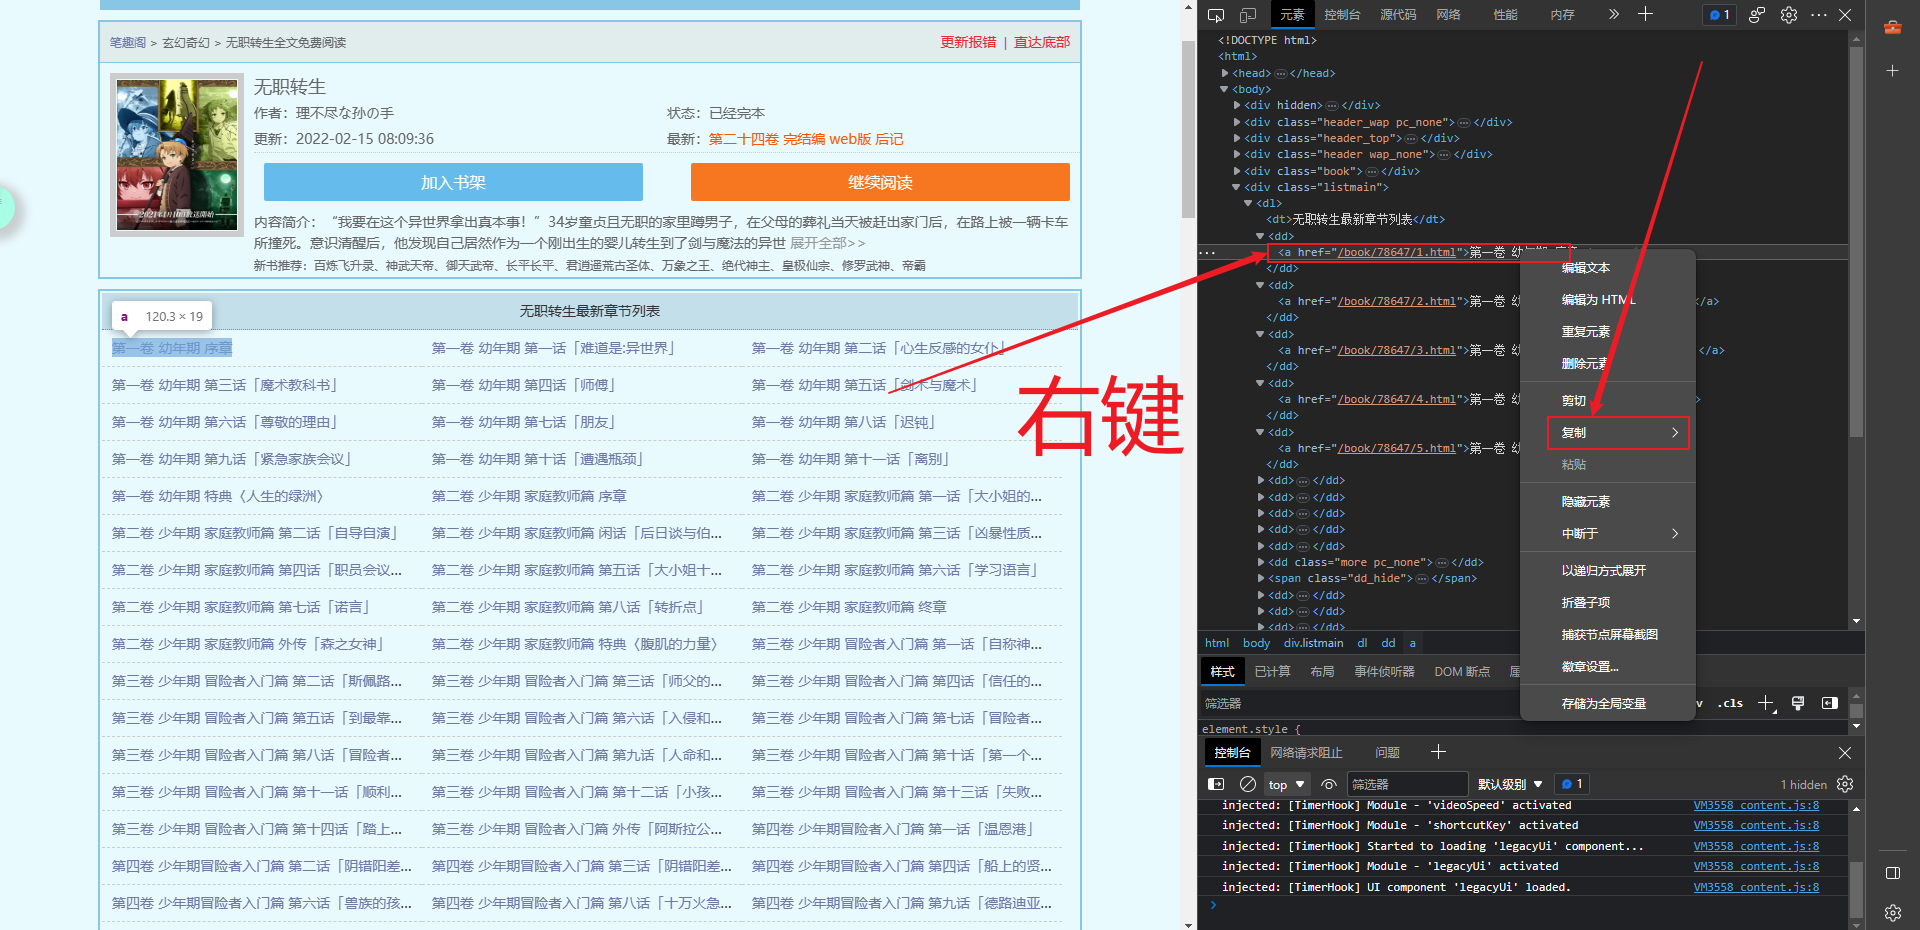 笔趣阁 > 玄幻奇幻 > 无职转生全文免费阅读
更新报错 | 直达底部
无职转生
作者：理不尽な孙の手
状态：已经完本
更新：2022-02-15 08:09:36
最新：第二十四卷 完结编 web版 后记
加入书架
继续阅读
内容简介：“我要在这个异世界拿出真本事！”34岁童贞且无职的家里蹲男子，在父母的葬礼当天被赶出家门后，在路上被一辆卡车
所撞死。意识清醒后，他发现自己居然作为一个刚出生的婴儿转生到了剑与魔法的异世 展开全部>>
新书推荐：百炼飞升录、神武天帝、御天武帝、长平长平、君逍遥荒古圣体、万象之王、绝代神主、皇极仙宗、修罗武神、帝霸
2021年1月 放送開始
a 120.3 × 19
无职转生最新章节列表
第一卷 幼年期 序章
第一卷 幼年期 第一话「难道是:异世界」
第一卷 幼年期 第二话「心生反感的女仆」
第一卷 幼年期 第三话「魔术教科书」
第一卷 幼年期 第四话「师傅」
第一卷 幼年期 第五话「剑术与魔术」
第一卷 幼年期 第六话「尊敬的理由」
第一卷 幼年期 第七话「朋友」
第一卷 幼年期 第八话「迟钝」
第一卷 幼年期 第九话「紧急家族会议」
第一卷 幼年期 第十话「遭遇瓶颈」
第一卷 幼年期 第十一话「离别」
第一卷 幼年期 特典〈人生的绿洲〉
第二卷 少年期 家庭教师篇 序章
第二卷 少年期 家庭教师篇 第一话「大小姐的...
第二卷 少年期 家庭教师篇 第二话「自导自演」
第二卷 少年期 家庭教师篇 闲话「后日谈与伯...
第二卷 少年期 家庭教师篇 第三话「凶暴性质...
第二卷 少年期 家庭教师篇 第四话「职员会议...
第二卷 少年期 家庭教师篇 第五话「大小姐十...
第二卷 少年期 家庭教师篇 第六话「学习语言」
第二卷 少年期 家庭教师篇 第七话「诺言」
第二卷 少年期 家庭教师篇 第八话「转折点」
第二卷 少年期 家庭教师篇 终章
第二卷 少年期 家庭教师篇 外传「森之女神」
第二卷 少年期 家庭教师篇 特典〈腹肌的力量〉
第三卷 少年期 冒险者入门篇 第一话「自称神...
第三卷 少年期 冒险者入门篇 第二话「斯佩路...
第三卷 少年期 冒险者入门篇 第三话「师父的...
第三卷 少年期 冒险者入门篇 第四话「信任的...
第三卷 少年期 冒险者入门篇 第五话「到最靠...
第三卷 少年期 冒险者入门篇 第六话「入侵和...
第三卷 少年期 冒险者入门篇 第七话「冒险者...
第三卷 少年期 冒险者入门篇 第八话「冒险者...
第三卷 少年期 冒险者入门篇 第九话「人命和...
第三卷 少年期 冒险者入门篇 第十话「第一个...
第三卷 少年期 冒险者入门篇 第十一话「顺利...
第三卷 少年期 冒险者入门篇 第十二话「小孩...
第三卷 少年期 冒险者入门篇 第十三话「失败...
第三卷 少年期 冒险者入门篇 第十四话「踏上...
第三卷 少年期 冒险者入门篇 外传「阿斯拉公...
第四卷 少年期冒险者入门篇 第一话「温恩港」
第四卷 少年期冒险者入门篇 第二话「阴错阳差...
第四卷 少年期冒险者入门篇 第三话「阴错阳差...
第四卷 少年期冒险者入门篇 第四话「船上的贤...
第四卷 少年期冒险者入门篇 第六话「兽族的孩...
第四卷 少年期冒险者入门篇 第八话「十万火急...
第四卷 少年期冒险者入门篇 第九话「德路迪亚...
右键
元素 控制台 源代码 网络 性能 内存 1
<!DOCTYPE html>
<html>
<head>…</head>
<body>
<div hidden>…</div>
<div class="header_wap pc_none">…</div>
<div class="header_top">…</div>
<div class="header wap_none">…</div>
<div class="book">…</div>
<div class="listmain">
<dl>
<dt>无职转生最新章节列表</dt>
<dd>
<a href="/book/78647/1.html">第一卷
</dd>
<dd>
<a href="/book/78647/2.html">第一卷 幼 </a>
</dd>
<dd>
<a href="/book/78647/3.html">第一卷 幼 </a>
</dd>
<dd>
<a href="/book/78647/4.html">第一卷 幼 >
</dd>
<dd>
<a href="/book/78647/5.html">第一卷 幼
</dd>
<dd>…</dd>
<dd>…</dd>
<dd>…</dd>
<dd>…</dd>
<dd>…</dd>
<dd class="more pc_none">…</dd>
<span class="dd_hide">…</span>
<dd>…</dd>
<dd>…</dd>
<dd>…</dd>
编辑文本
编辑为 HTML
重复元素
删除元素
剪切
复制
粘贴
隐藏元素
中断于
以递归方式展开
折叠子项
捕获节点屏幕截图
徽章设置...
存储为全局变量
html body div.listmain dl dd a
样式 已计算 布局 事件侦听器 DOM 断点 属
筛选器
v .cls
element.style {
控制台 网络请求阻止 问题
top 筛选器 默认级别 1 1 hidden
injected: [TimerHook] Module - 'videoSpeed' activated VM3558 content.js:8
injected: [TimerHook] Module - 'shortcutKey' activated VM3558 content.js:8
injected: [TimerHook] Started to loading 'legacyUi' component... VM3558 content.js:8
injected: [TimerHook] Module - 'legacyUi' activated VM3558 content.js:8
injected: [TimerHook] UI component 'legacyUi' loaded. VM3558 content.js:8